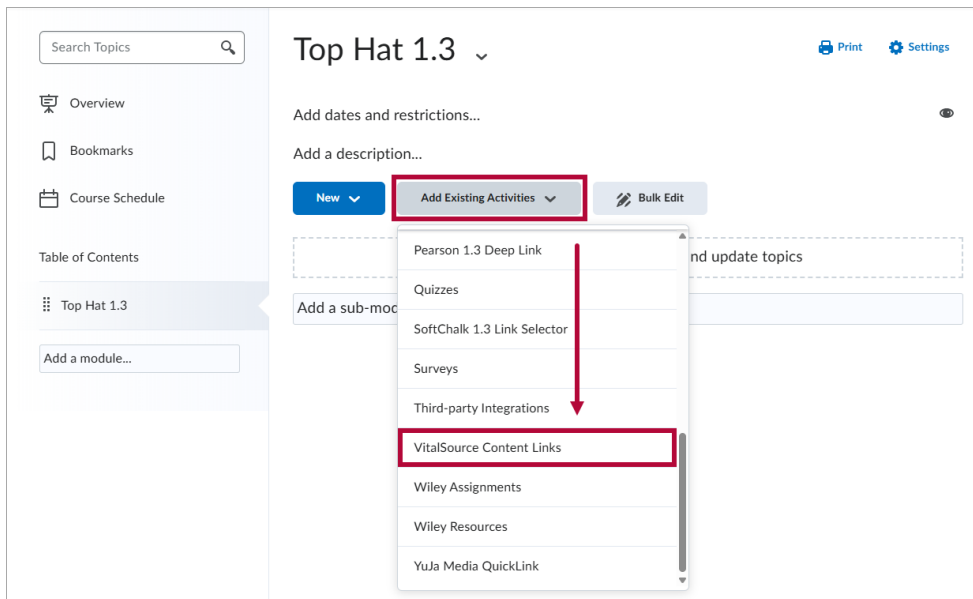 Search Topics
Overview
Bookmarks
Course Schedule
Table of Contents
Top Hat 1.3
Add a module...
Top Hat 1.3
Print
Settings
Add dates and restrictions...
Add a description...
New
Add Existing Activities
Bulk Edit
nd update topics
Add a sub-mod
Pearson 1.3 Deep Link
Quizzes
SoftChalk 1.3 Link Selector
Surveys
Third-party Integrations
VitalSource Content Links
Wiley Assignments
Wiley Resources
YuJa Media QuickLink